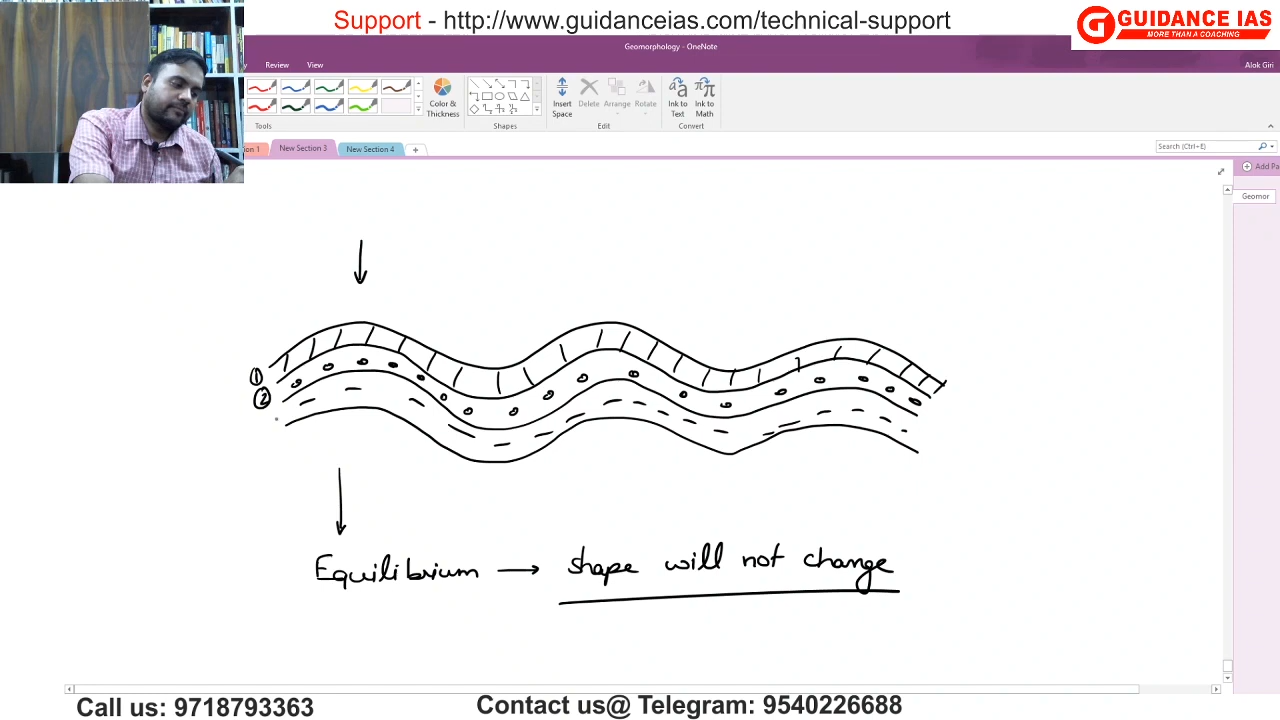 Support - http://www.guidanceias.com/technical-support
GUIDANCE IAS
MORE THAN A COACHING
Geomorphology - OneNote
Review View
Alok Giri
Color & Thickness
Insert Space
Delete
Arrange
Rotate
Ink to Text
Ink to Math
Tools
Shapes
Edit
Convert
New Section 3
New Section 4
Search (Ctrl+E)
Geomor
1
2
Equilibrium → shape will not change
Call us: 9718793363
Contact us@ Telegram: 9540226688